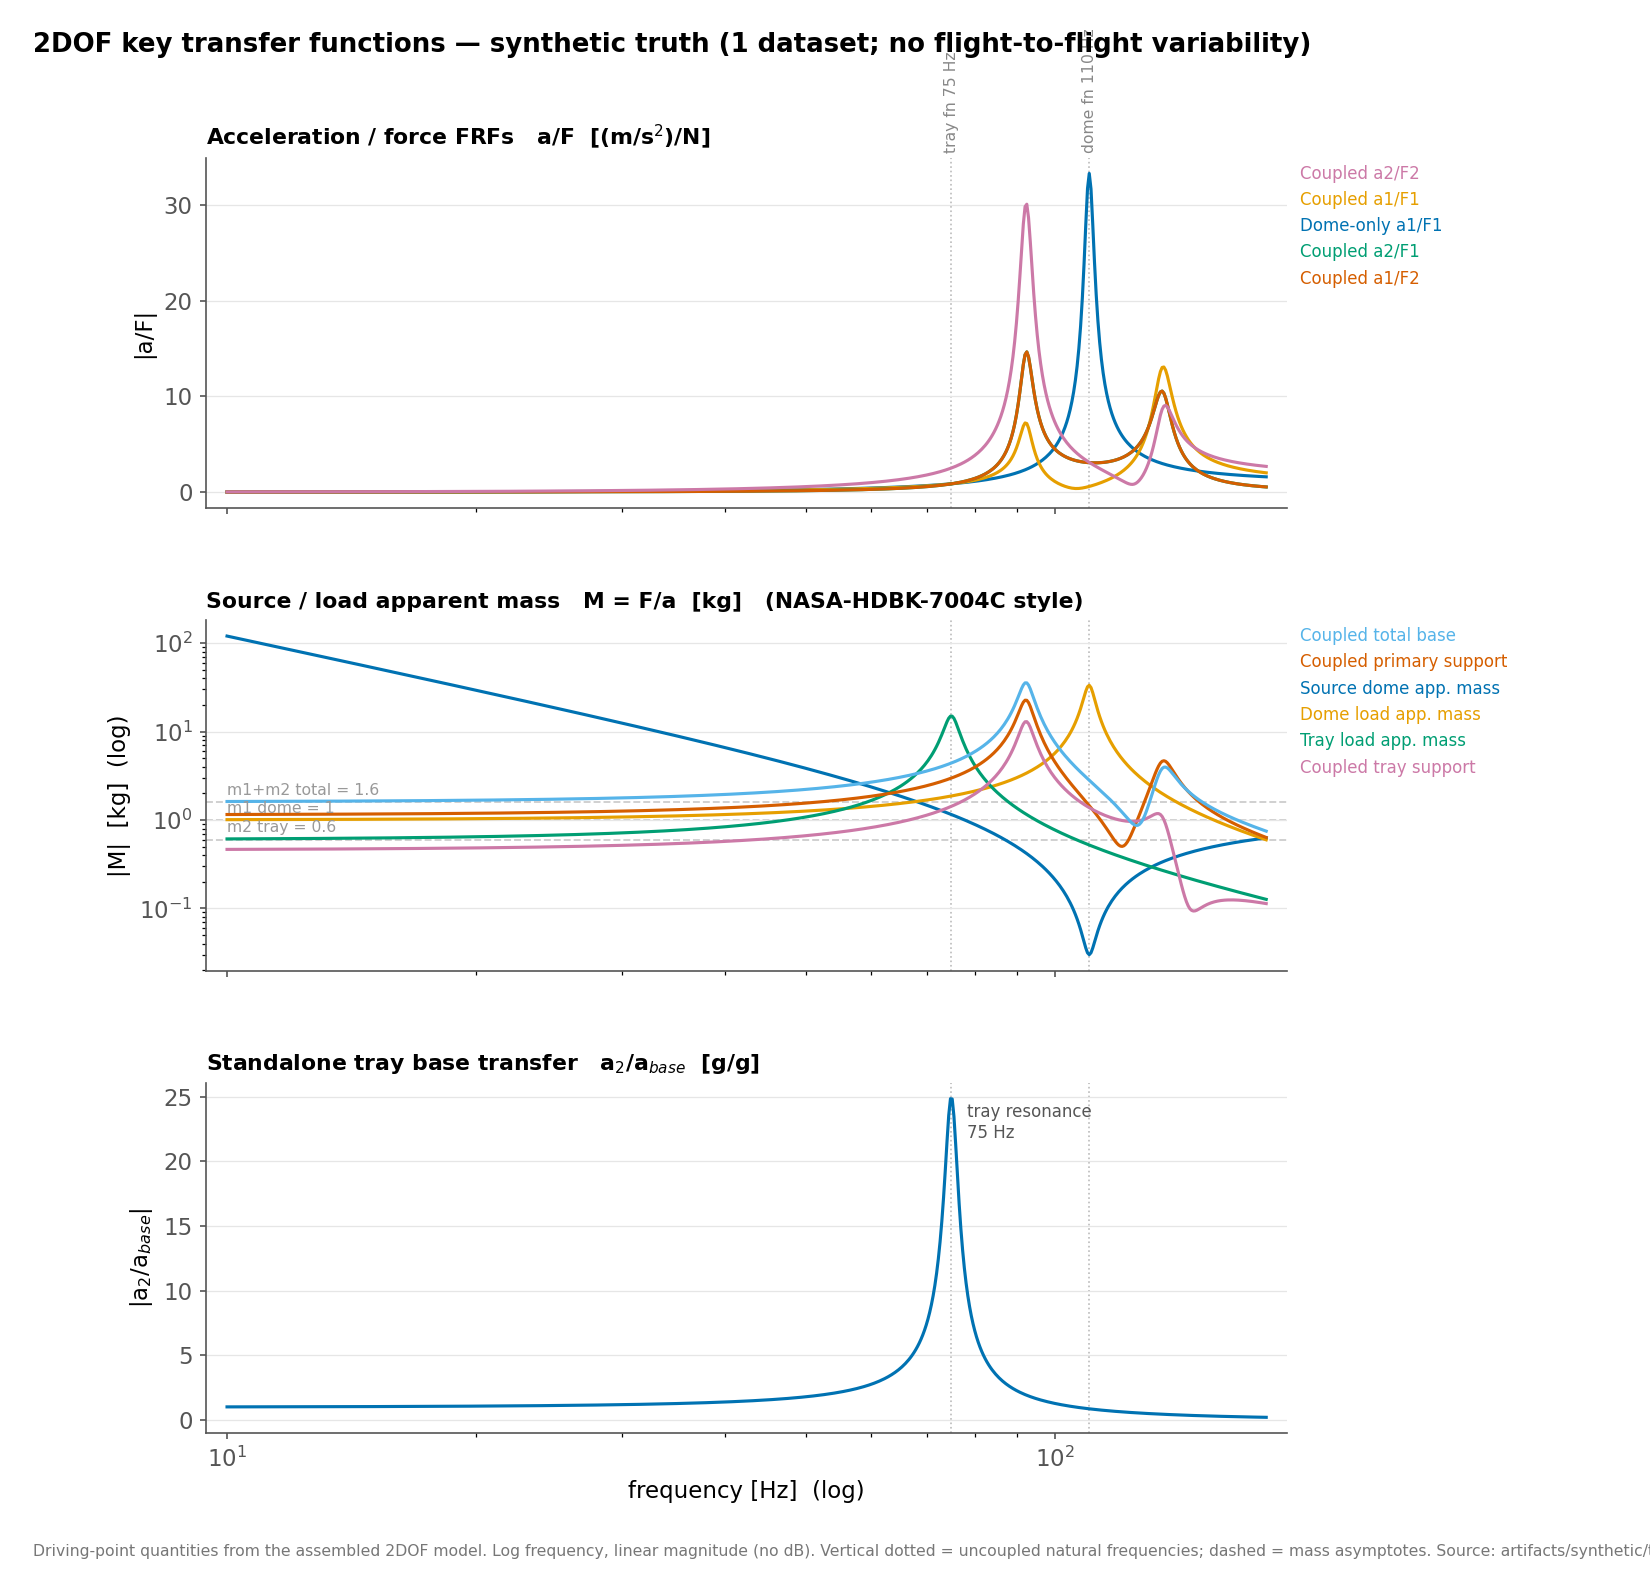 2DOF key transfer functions — synthetic truth (1 dataset; no flight-to-flight variability)
tray fn 75 Hz
dome fn 110 Hz
Acceleration / force FRFs a/F [(m/s²)/N]
Coupled a2/F2
Coupled a1/F1
Dome-only a1/F1
Coupled a2/F1
Coupled a1/F2
|a/F|
30
20
10
0
Source / load apparent mass M = F/a [kg] (NASA-HDBK-7004C style)
Coupled total base
Coupled primary support
Source dome app. mass
Dome load app. mass
Tray load app. mass
Coupled tray support
|M| [kg] (log)
10²
10¹
10⁰
10⁻¹
m1+m2 total = 1.6
m1 dome = 1
m2 tray = 0.6
Standalone tray base transfer a₂/a_base [g/g]
tray resonance
75 Hz
|a₂/a_base|
25
20
15
10
5
0
10¹
10²
frequency [Hz] (log)
Driving-point quantities from the assembled 2DOF model. Log frequency, linear magnitude (no dB). Vertical dotted = uncoupled natural frequencies; dashed = mass asymptotes. Source: artifacts/synthetic/